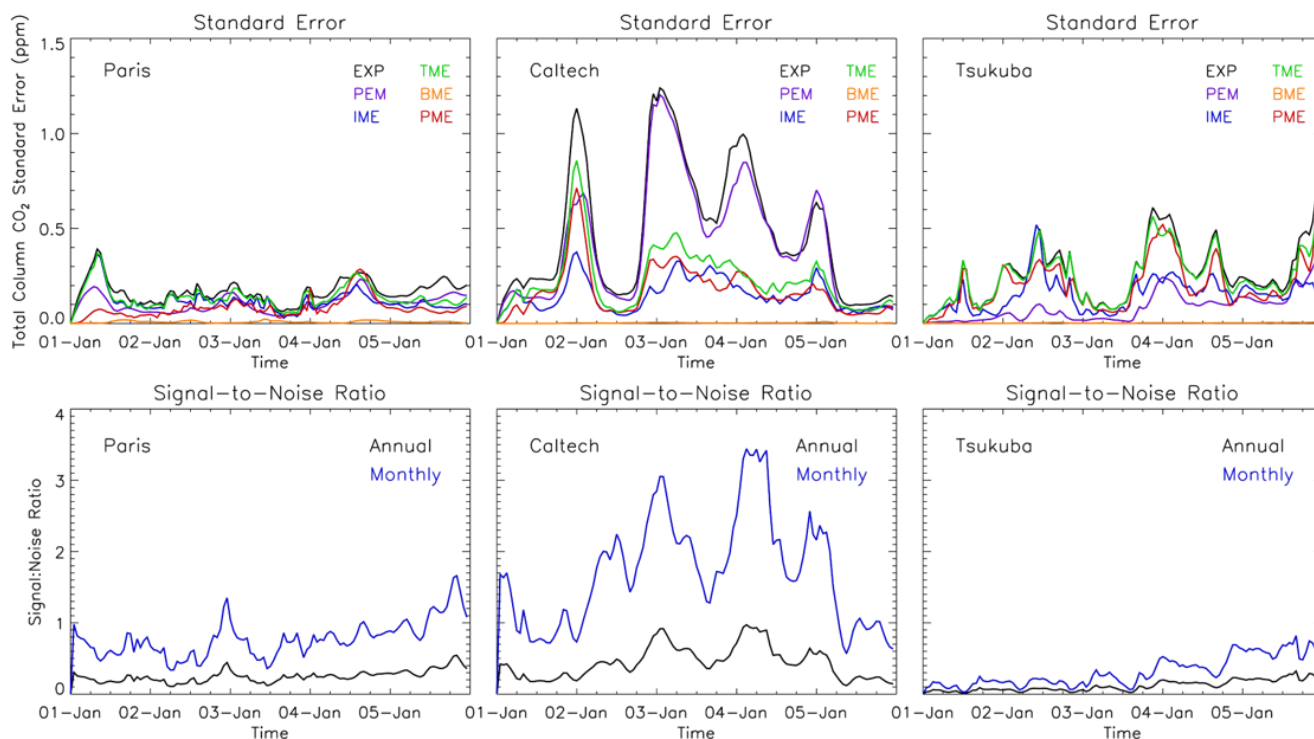 Standard Error
Standard Error
Standard Error
Total Column CO₂ Standard Error (ppm)
1.5
1.0
0.5
0.0
Paris
EXP TME
PEM BME
IME PME
Caltech
EXP TME
PEM BME
IME PME
Tsukuba
EXP TME
PEM BME
IME PME
01-Jan 02-Jan 03-Jan 04-Jan 05-Jan 01-Jan 02-Jan 03-Jan 04-Jan 05-Jan 01-Jan 02-Jan 03-Jan 04-Jan 05-Jan
Time
Time
Time
Signal-to-Noise Ratio
Signal-to-Noise Ratio
Signal-to-Noise Ratio
Signal:Noise Ratio
4
3
2
1
0
Paris
Annual
Monthly
Caltech
Annual
Monthly
Tsukuba
Annual
Monthly
01-Jan 02-Jan 03-Jan 04-Jan 05-Jan 01-Jan 02-Jan 03-Jan 04-Jan 05-Jan 01-Jan 02-Jan 03-Jan 04-Jan 05-Jan
Time
Time
Time